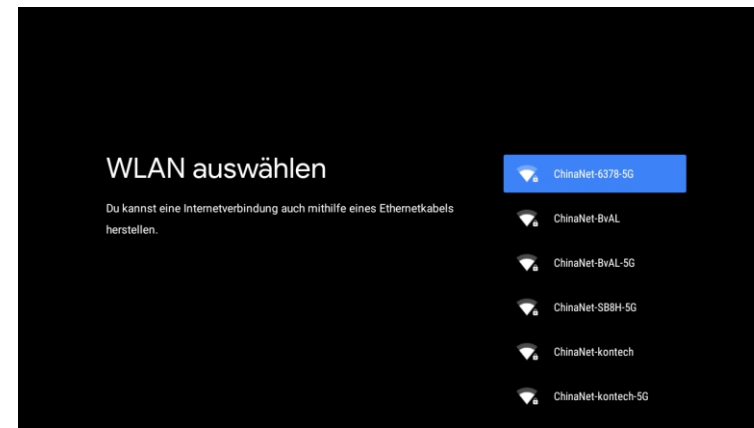 WLAN auswählen
Du kannst eine Internetverbindung auch mithilfe eines Ethernetkabels
herstellen.
ChinaNet-6378-5G
ChinaNet-BvAL
ChinaNet-BvAL-5G
ChinaNet-SB8H-5G
ChinaNet-kontech
ChinaNet-kontech-5G